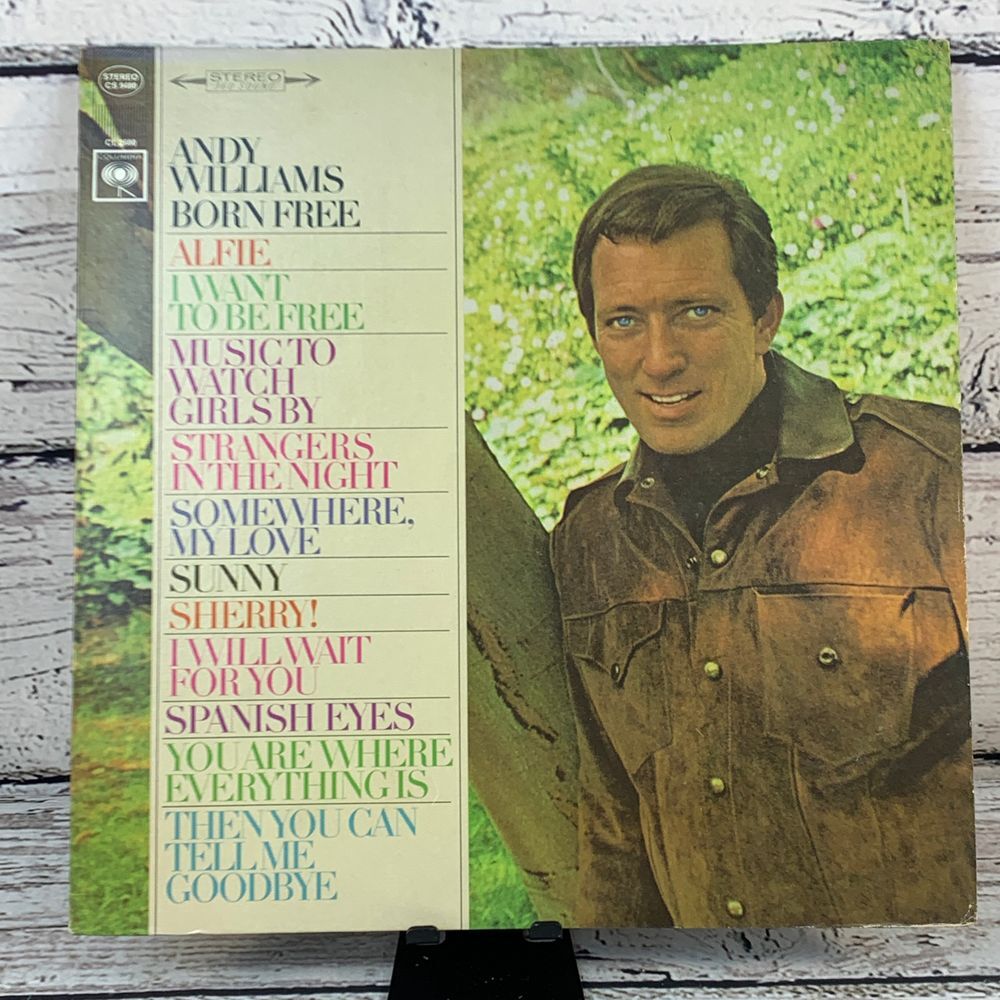 STEREO
CS 9480
STEREO
360 SOUND
COLUMBIA
ANDY
WILLIAMS
BORN FREE
ALFIE
I WANT
TO BE FREE
MUSIC TO
WATCH
GIRLS BY
STRANGERS
IN THE NIGHT
SOMEWHERE,
MY LOVE
SUNNY
SHERRY!
I WILL WAIT
FOR YOU
SPANISH EYES
YOU ARE WHERE
EVERYTHING IS
THEN YOU CAN
TELL ME
GOODBYE